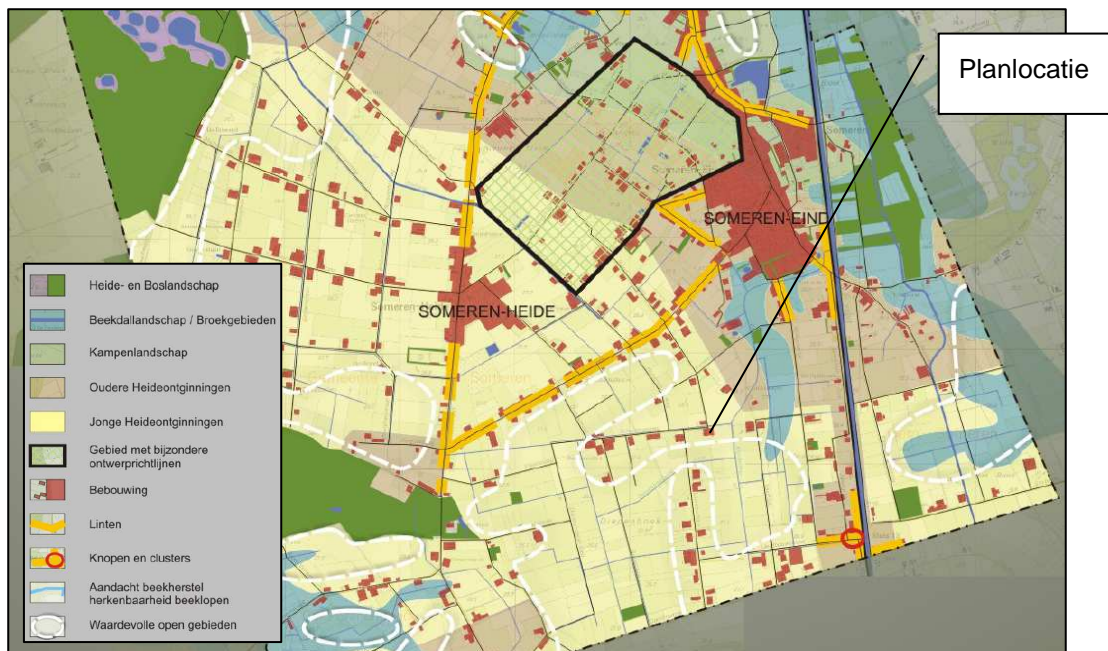 Planlocatie
SOMEREN-EIND
SOMEREN-HEIDE
Heide- en Boslandschap
Beekdallandschap / Broekgebieden
Kampenlandschap
Oudere Heideontginningen
Jonge Heideontginningen
Gebied met bijzondere
ontwerprichtlijnen
Bebouwing
Linten
Knopen en clusters
Aandacht beekherstel
herkenbaarheid beeklopen
Waardevolle open gebieden